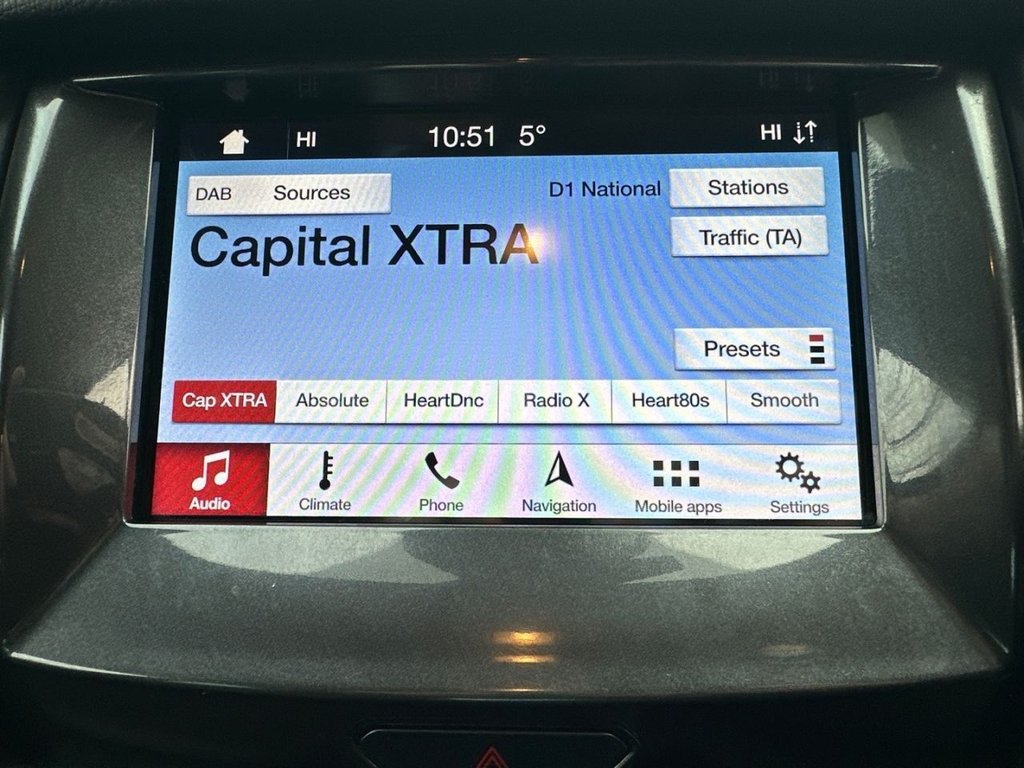 HI 10:51 5° HI
DAB Sources D1 National Stations
Capital XTRA Traffic (TA)
Presets
Cap XTRA Absolute HeartDnc Radio X Heart80s Smooth
Audio Climate Phone Navigation Mobile apps Settings